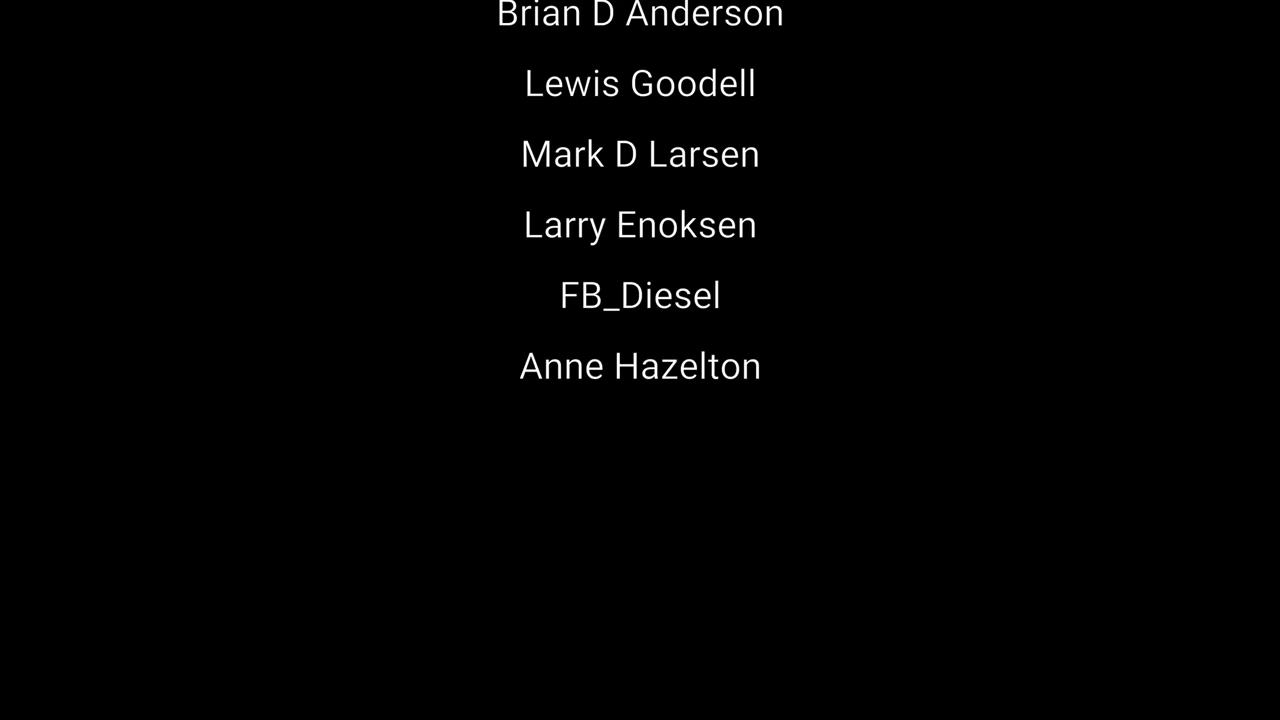 Brian D Anderson
Lewis Goodell
Mark D Larsen
Larry Enoksen
FB_Diesel
Anne Hazelton